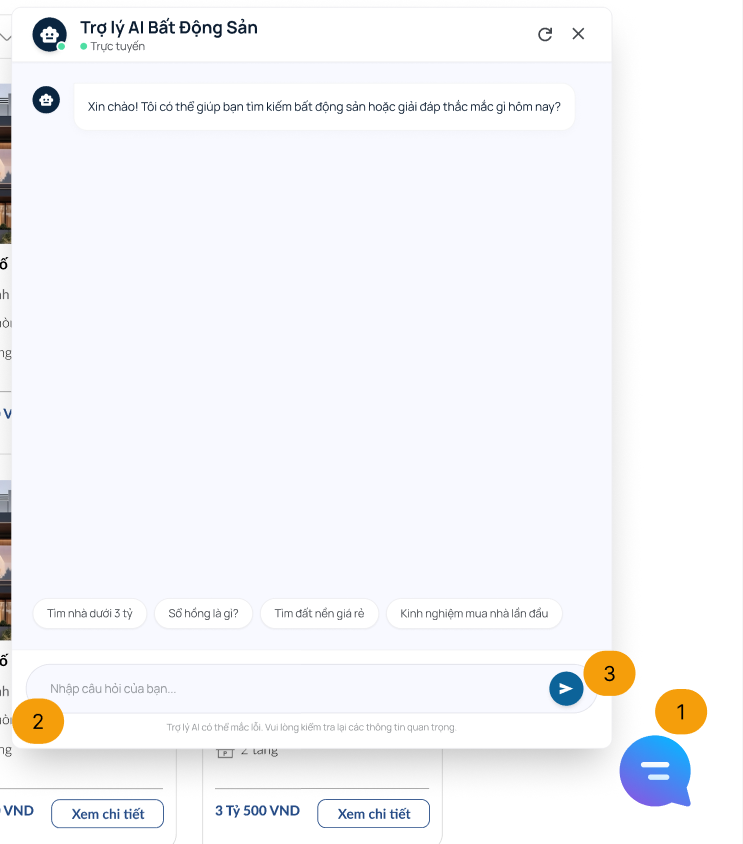 Trợ lý AI Bất Động Sản
Trực tuyến
Xin chào! Tôi có thể giúp bạn tìm kiếm bất động sản hoặc giải đáp thắc mắc gì hôm nay?
Tìm nhà dưới 3 tỷ
Sổ hồng là gì?
Tìm đất nền giá rẻ
Kinh nghiệm mua nhà lần đầu
Nhập câu hỏi của bạn...
3
1
2
Trợ lý AI có thể mắc lỗi. Vui lòng kiểm tra lại các thông tin quan trọng.
P
2 tầng
VND
Xem chi tiết
3 Tỷ 500 VND
Xem chi tiết